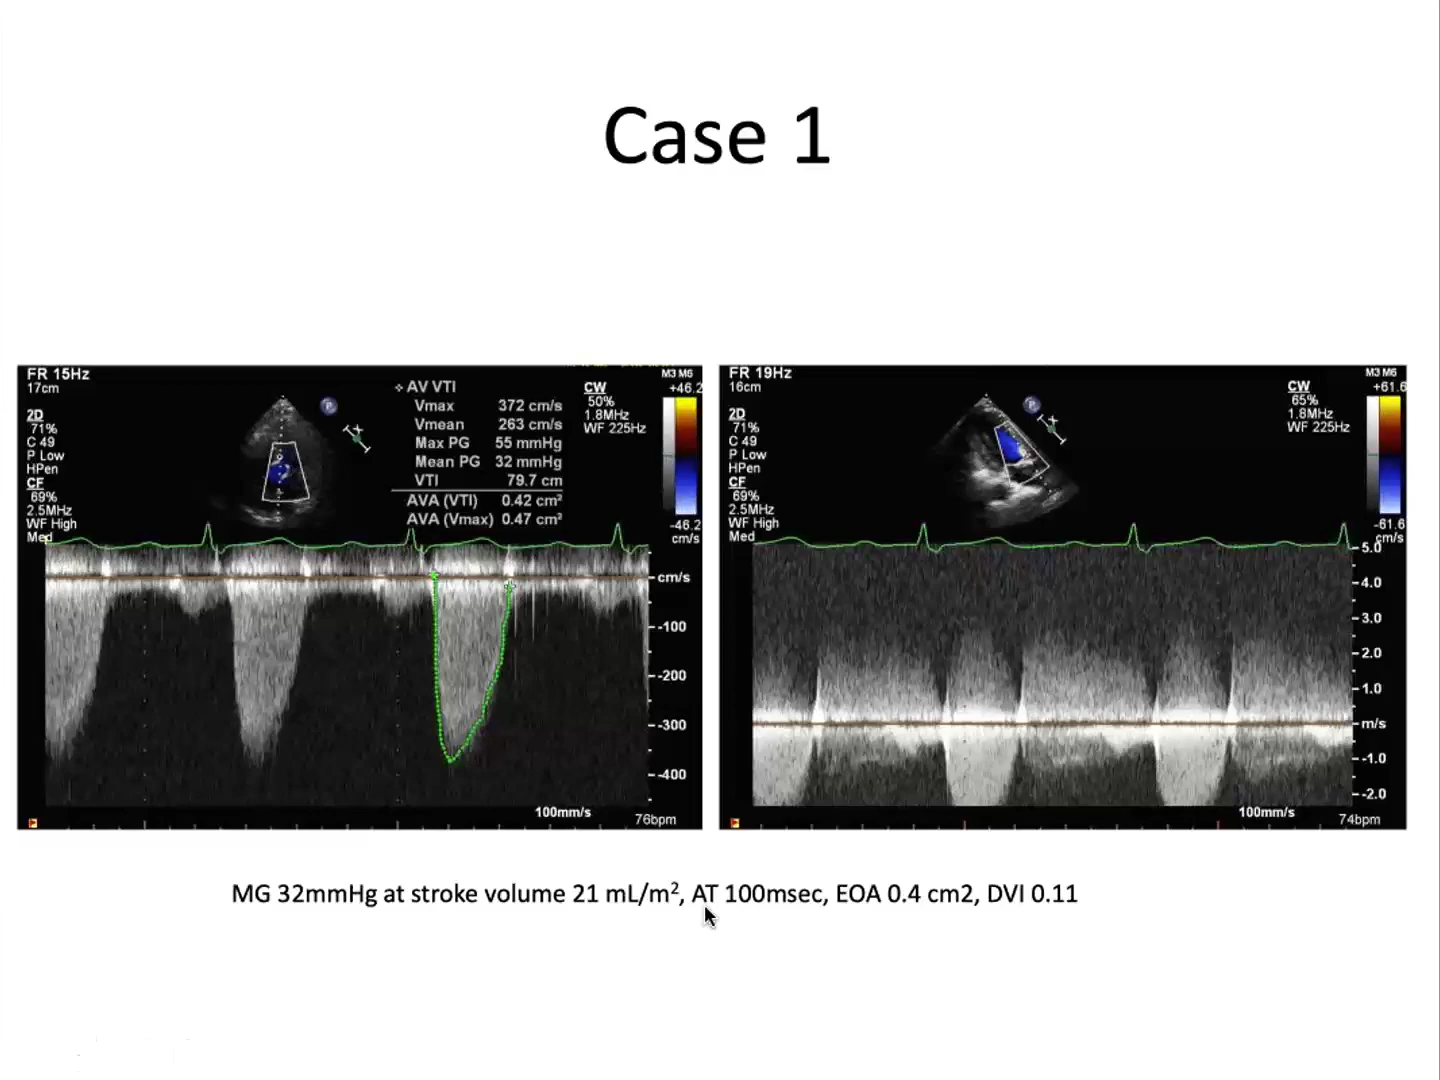 Case 1
FR 15Hz
17cm
2D
71%
C 49
P Low
HPen
CF
69%
2.5MHz
WF High
Med
AV VTI
Vmax 372 cm/s
Vmean 263 cm/s
Max PG 55 mmHg
Mean PG 32 mmHg
VTI 79.7 cm
AVA (VTI) 0.42 cm²
AVA (Vmax) 0.47 cm²
CW
50%
1.8MHz
WF 225Hz
M3 M6
+46.2
-46.2
cm/s
P
cm/s
-100
-200
-300
-400
100mm/s
76bpm
FR 19Hz
16cm
2D
71%
C 49
P Low
HPen
CF
69%
2.5MHz
WF High
Med
P
CW
65%
1.8MHz
WF 225Hz
M3 M6
+61.6
-61.6
cm/s
5.0
4.0
3.0
2.0
1.0
m/s
-1.0
-2.0
100mm/s
74bpm
MG 32mmHg at stroke volume 21 mL/m², AT 100msec, EOA 0.4 cm2, DVI 0.11